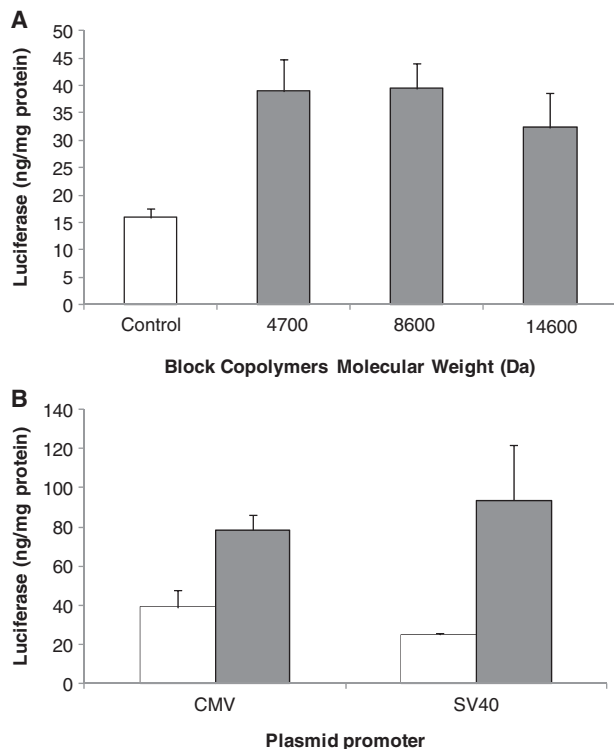 A
Luciferase (ng/mg protein)
50
45
40
35
30
25
20
15
10
5
0
Control 4700 8600 14600
Block Copolymers Molecular Weight (Da)
B
Luciferase (ng/mg protein)
140
120
100
80
60
40
20
0
CMV SV40
Plasmid promoter